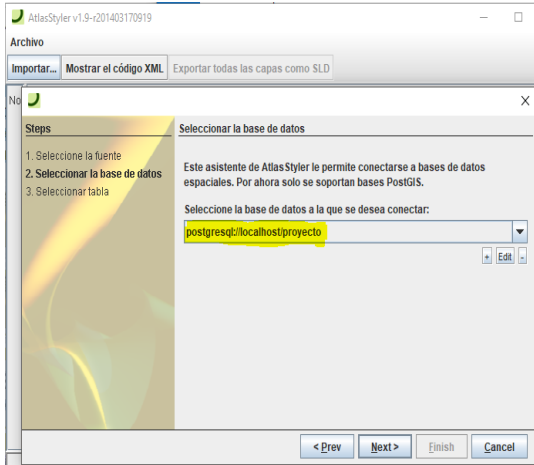 AtlasStyler v1.9-r201403170919
Archivo
Importar... Mostrar el código XML Exportar todas las capas como SLD
No
Steps
1. Seleccione la fuente
2. Seleccionar la base de datos
3. Seleccionar tabla
Seleccionar la base de datos
Este asistente de AtlasStyler le permite conectarse a bases de datos
espaciales. Por ahora solo se soportan bases PostGIS.
Seleccione la base de datos a la que se desea conectar:
postgresql://localhost/proyecto
+ Edit -
< Prev Next > Finish Cancel